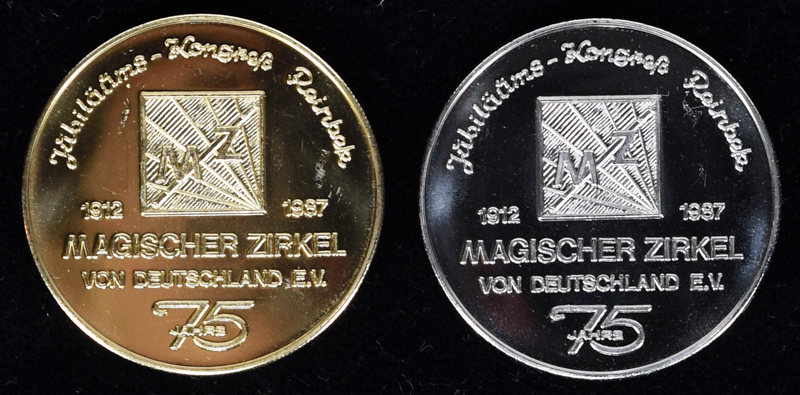 Jubiläums-Kongreß Reinbek
MZ
1912 1987
MAGISCHER ZIRKEL
VON DEUTSCHLAND E.V.
75
JAHRE
Jubiläums-Kongreß Reinbek
MZ
1912 1987
MAGISCHER ZIRKEL
VON DEUTSCHLAND E.V.
75
JAHRE